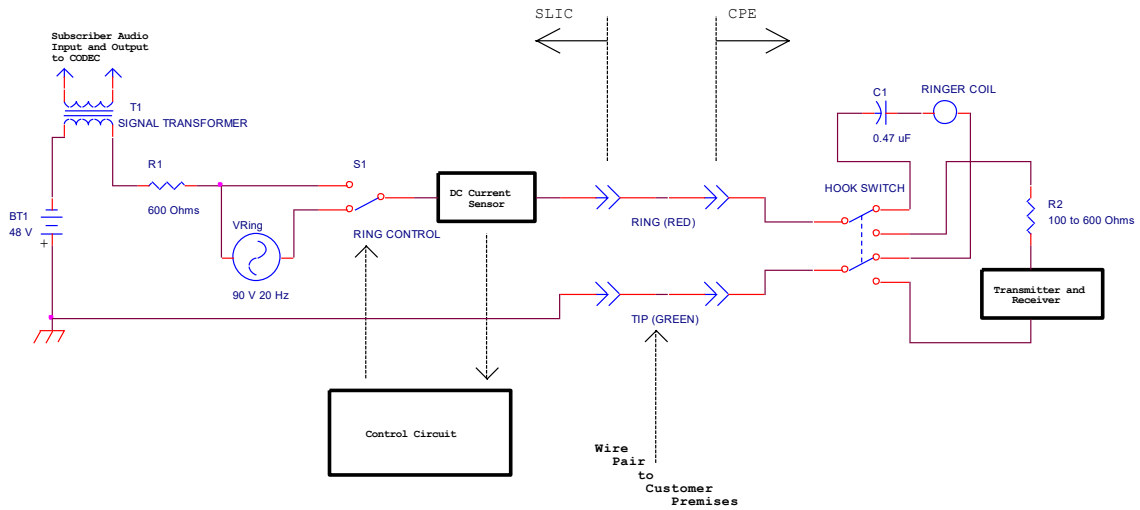 SLIC
CPE
Subscriber Audio
Input and Output
to CODEC
T1
SIGNAL TRANSFORMER
C1
RINGER COIL
0.47 uF
R1
S1
DC Current
Sensor
HOOK SWITCH
600 Ohms
BT1
48 V
+
VRing
RING CONTROL
RING (RED)
R2
100 to 600 Ohms
90 V 20 Hz
Transmitter and
Receiver
TIP (GREEN)
Control Circuit
Wire
Pair
to
Customer
Premises